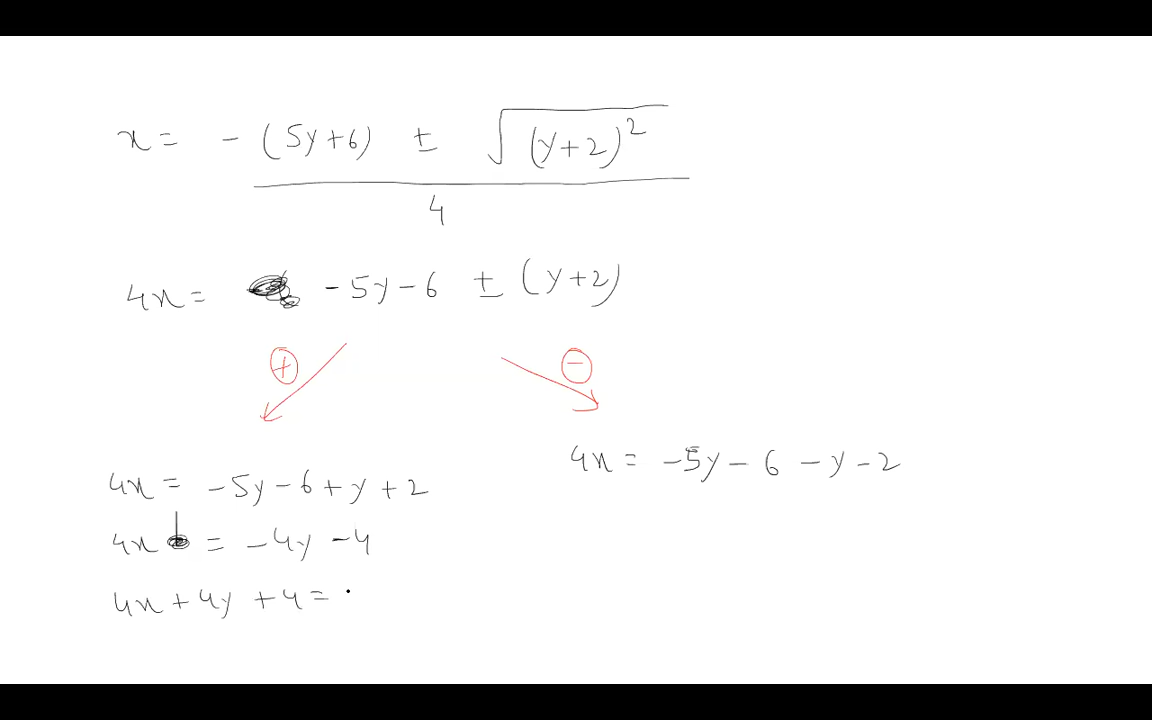 x = -(5y+6) ± √(y+2)²
4
4x = -5y-6 ± (y+2)
+
-
4x = -5y-6+y+2
4x = -5y-6-y-2
4x = -4y-4
4x+4y+4=